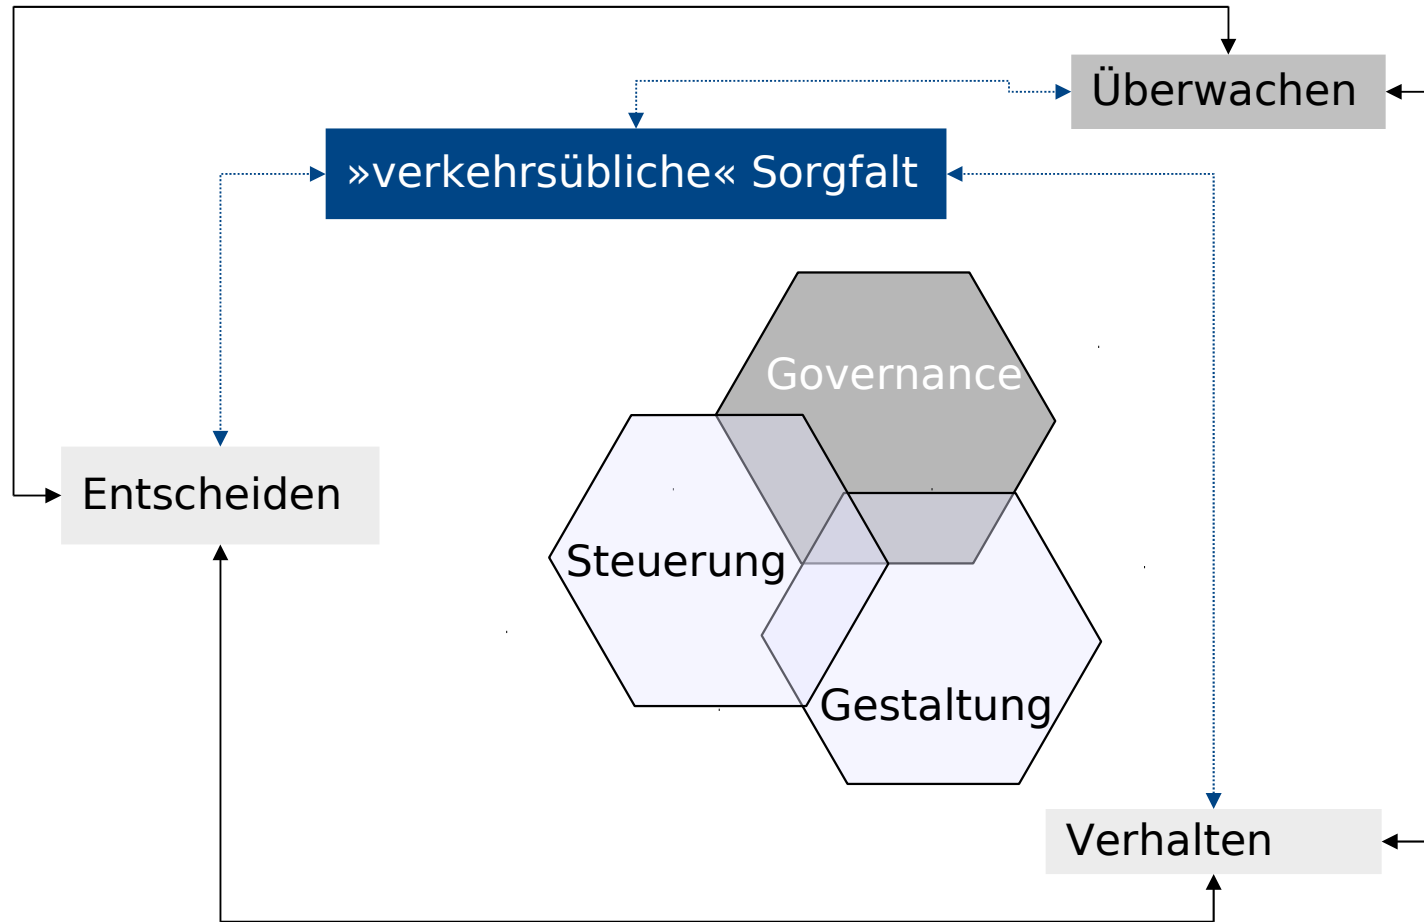 Überwachen
»verkehrsübliche« Sorgfalt
Governance
Entscheiden
Steuerung
Gestaltung
Verhalten